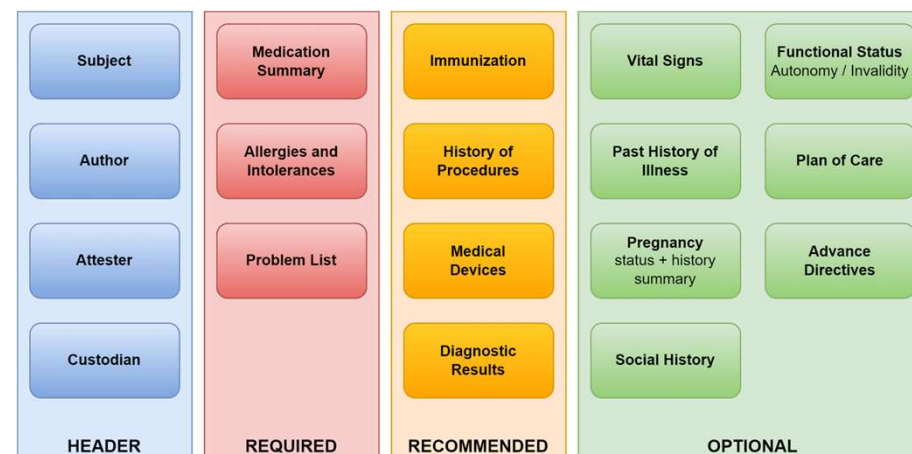 Subject
Author
Attester
Custodian
HEADER
Medication
Summary
Allergies and
Intolerances
Problem List
REQUIRED
Immunization
History of
Procedures
Medical
Devices
Diagnostic
Results
RECOMMENDED
Vital Signs
Past History of
Illness
Pregnancy
status + history
summary
Social History
Functional Status
Autonomy / Invalidity
Plan of Care
Advance
Directives
OPTIONAL